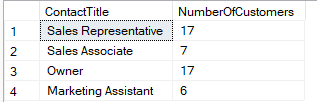 ContactTitle NumberOfCustomers
1 Sales Representative 17
2 Sales Associate 7
3 Owner 17
4 Marketing Assistant 6